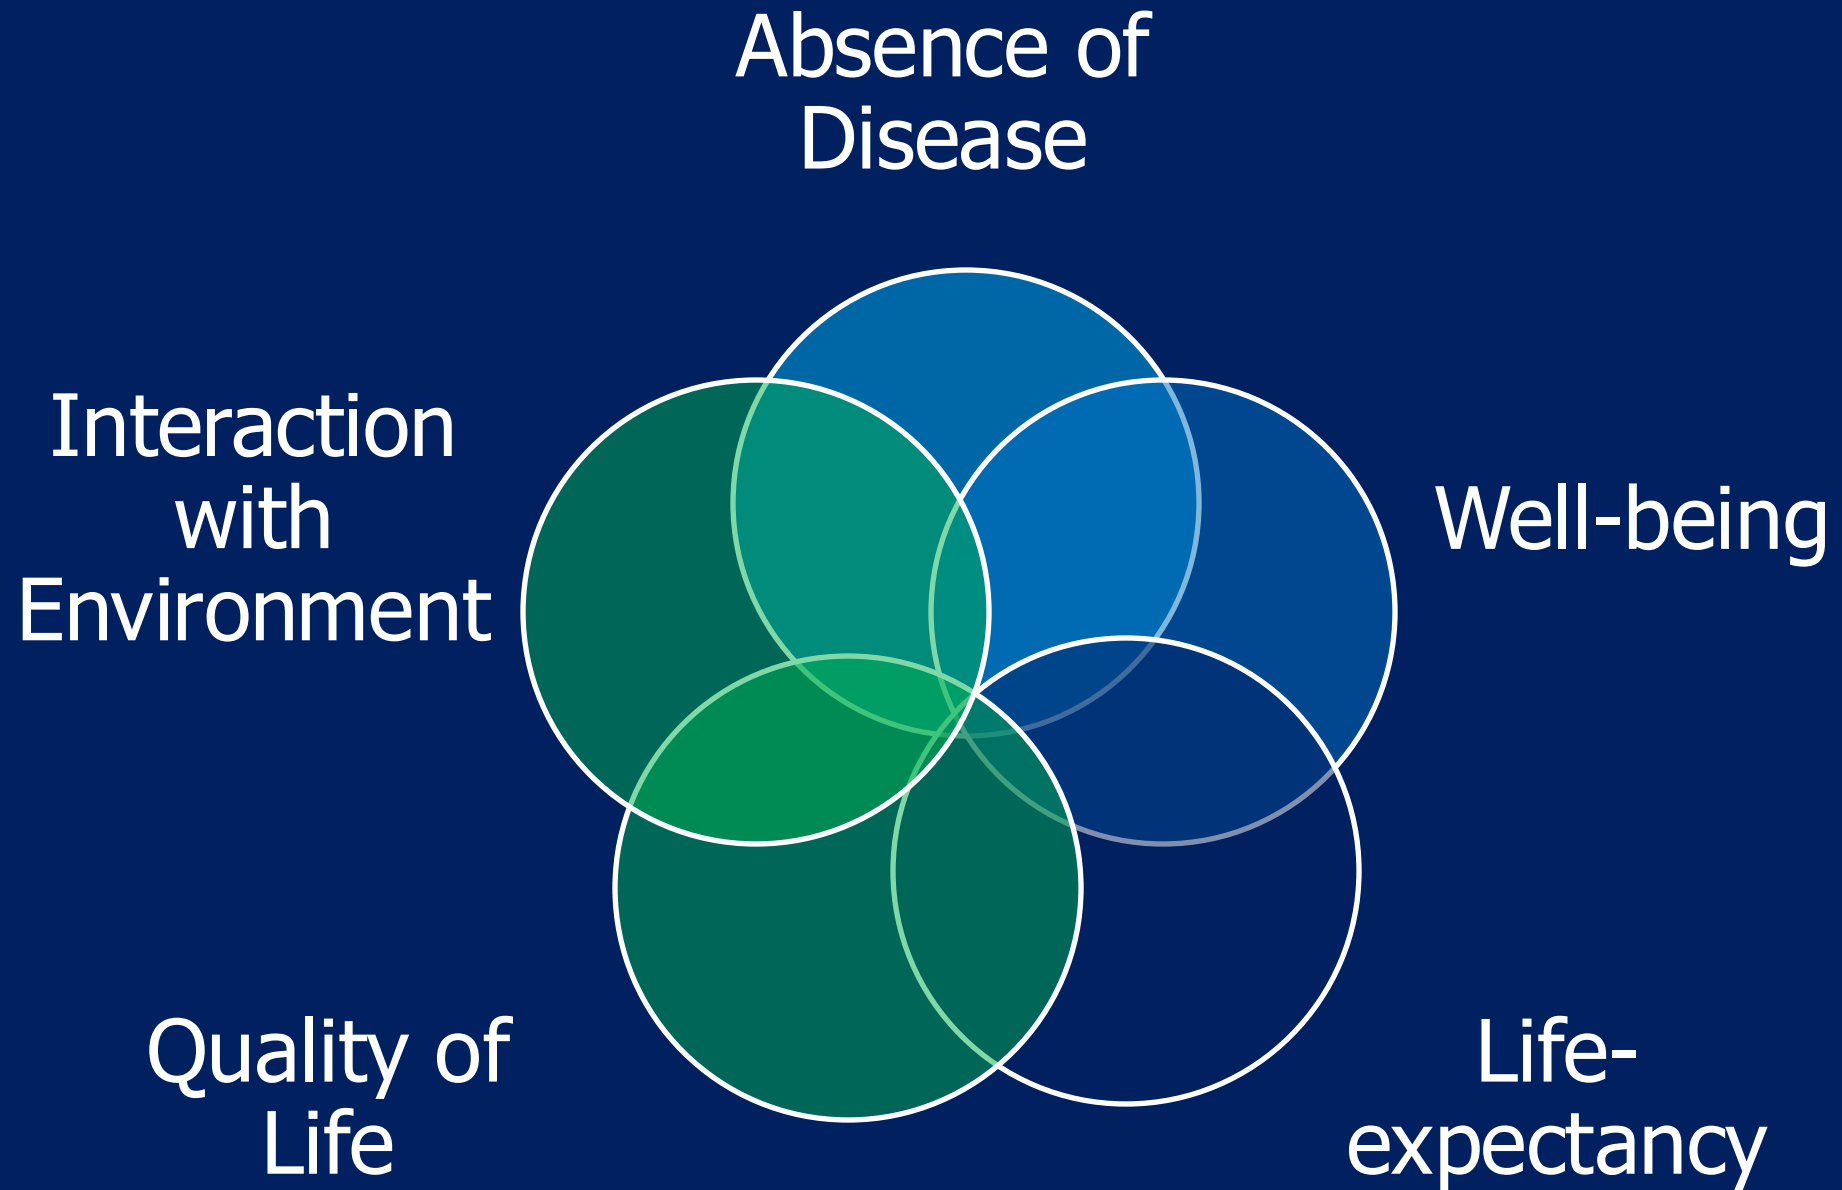 Absence of
Disease
Interaction
with
Environment
Well-being
Quality of
Life
Life-
expectancy